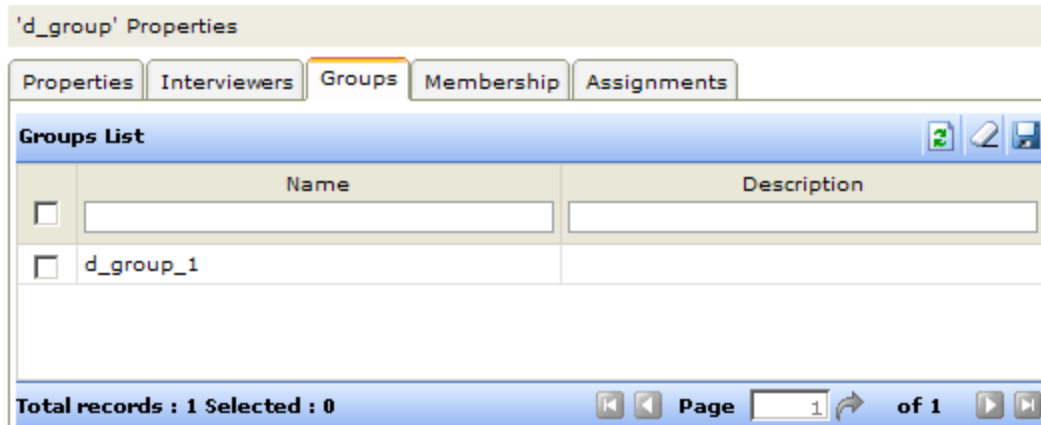 'd_group' Properties
Properties Interviewers Groups Membership Assignments
Groups List
Name Description
d_group_1
Total records : 1 Selected : 0 Page 1 of 1